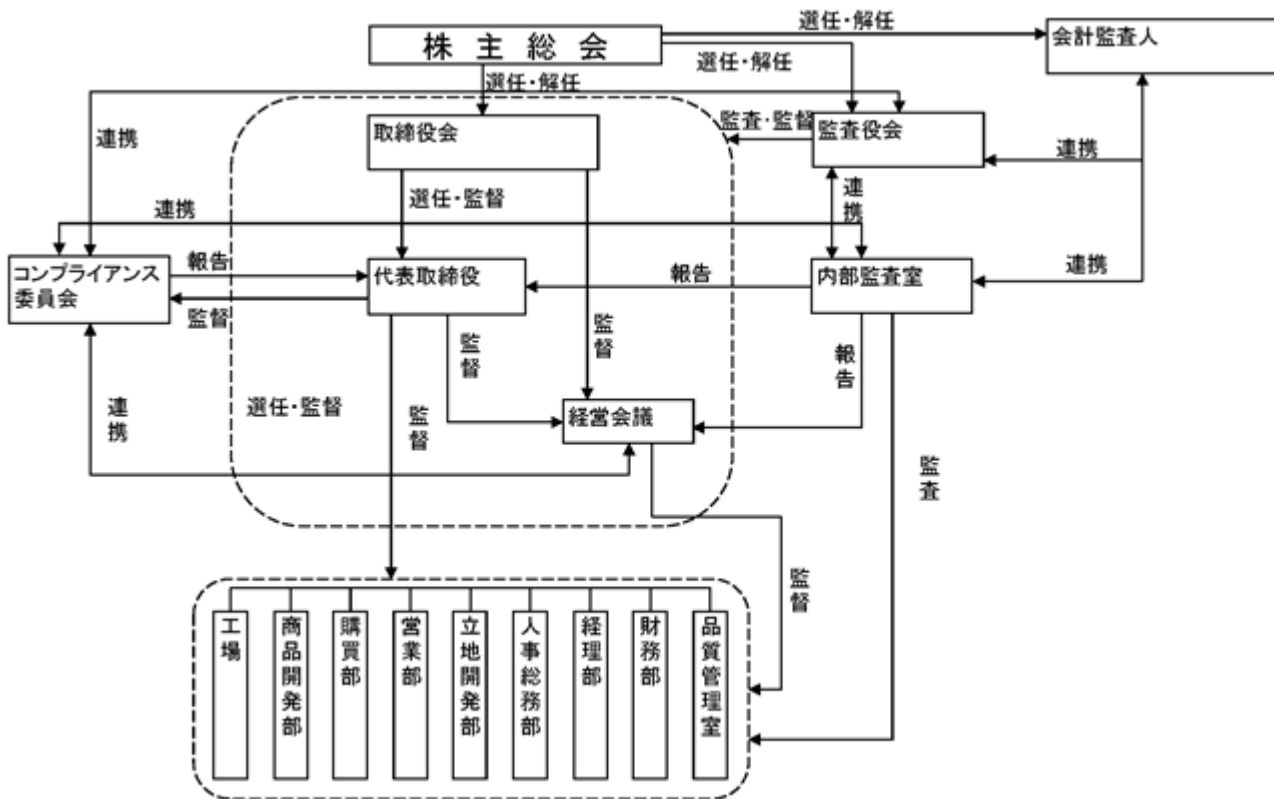 選任・解任
株主総会
会計監査人
選任・解任
選任・解任
連携
取締役会
監査・監督
監査役会
連携
選任・監督
連携
連携
コンプライアンス
委員会
報告
代表取締役
報告
内部監査室
連携
監督
監督
監督
報告
連携
選任・監督
監督
経営会議
監査
監督
工場
商品開発部
購買部
営業部
立地開発部
人事総務部
経理部
財務部
品質管理室